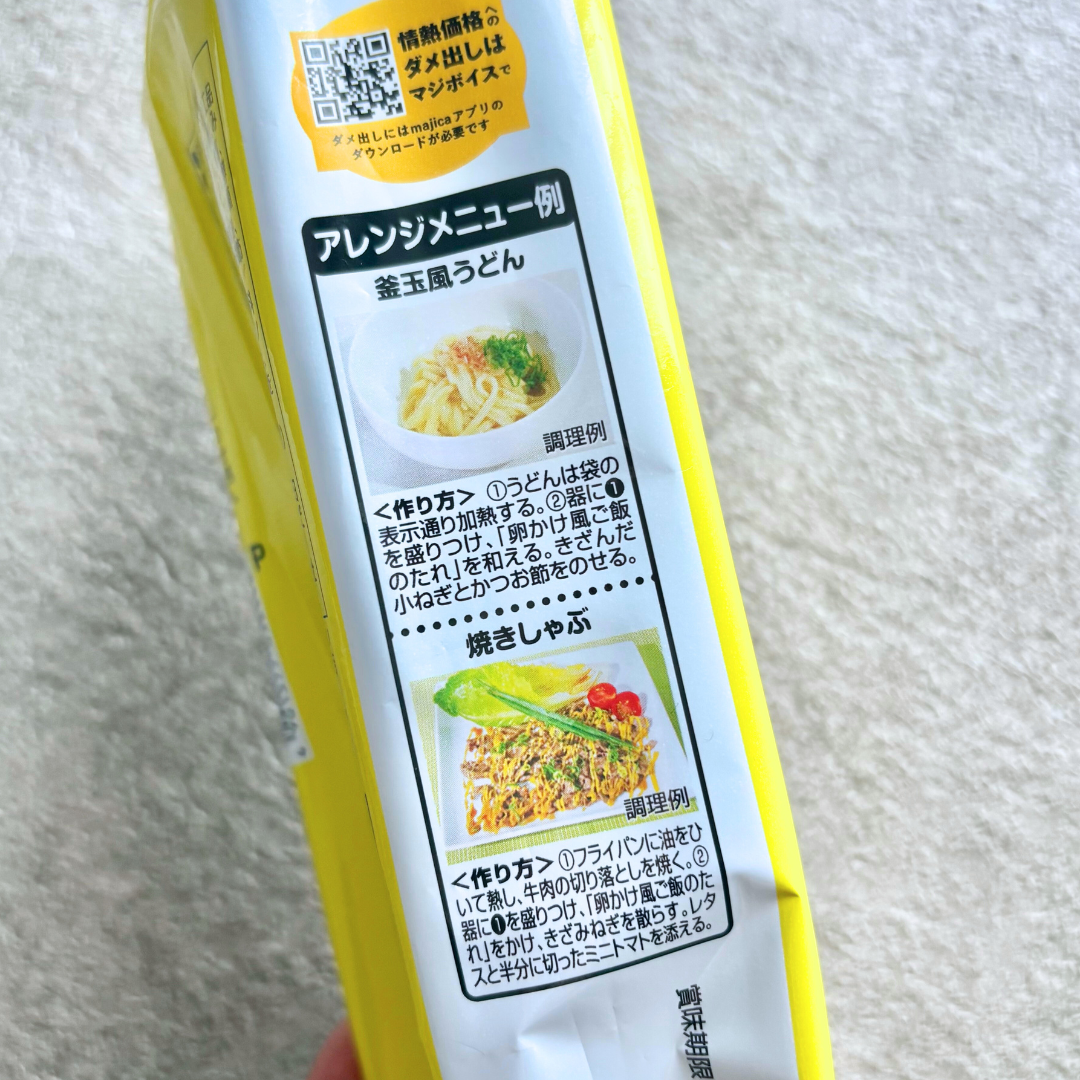 情熱価格への
ダメ出しは
マジボイスで
ダメ出しにはmajicaアプリの
ダウンロードが必要です
アレンジメニュー例
釜玉風うどん
調理例
<作り方> ①うどんは袋の
表示通り加熱する。②器に❶
を盛りつけ、「卵かけ風ご飯
のたれ」を和える。きざんだ
小ねぎとかつお節をのせる。
焼きしゃぶ
調理例
<作り方> ①フライパンに油をひ
いて熱し、牛肉の切り落としを焼く。②
器に❶を盛りつけ、「卵かけ風ご飯のた
れ」をかけ、きざみねぎを散らす。レタ
スと半分に切ったミニトマトを添える。
賞味期限